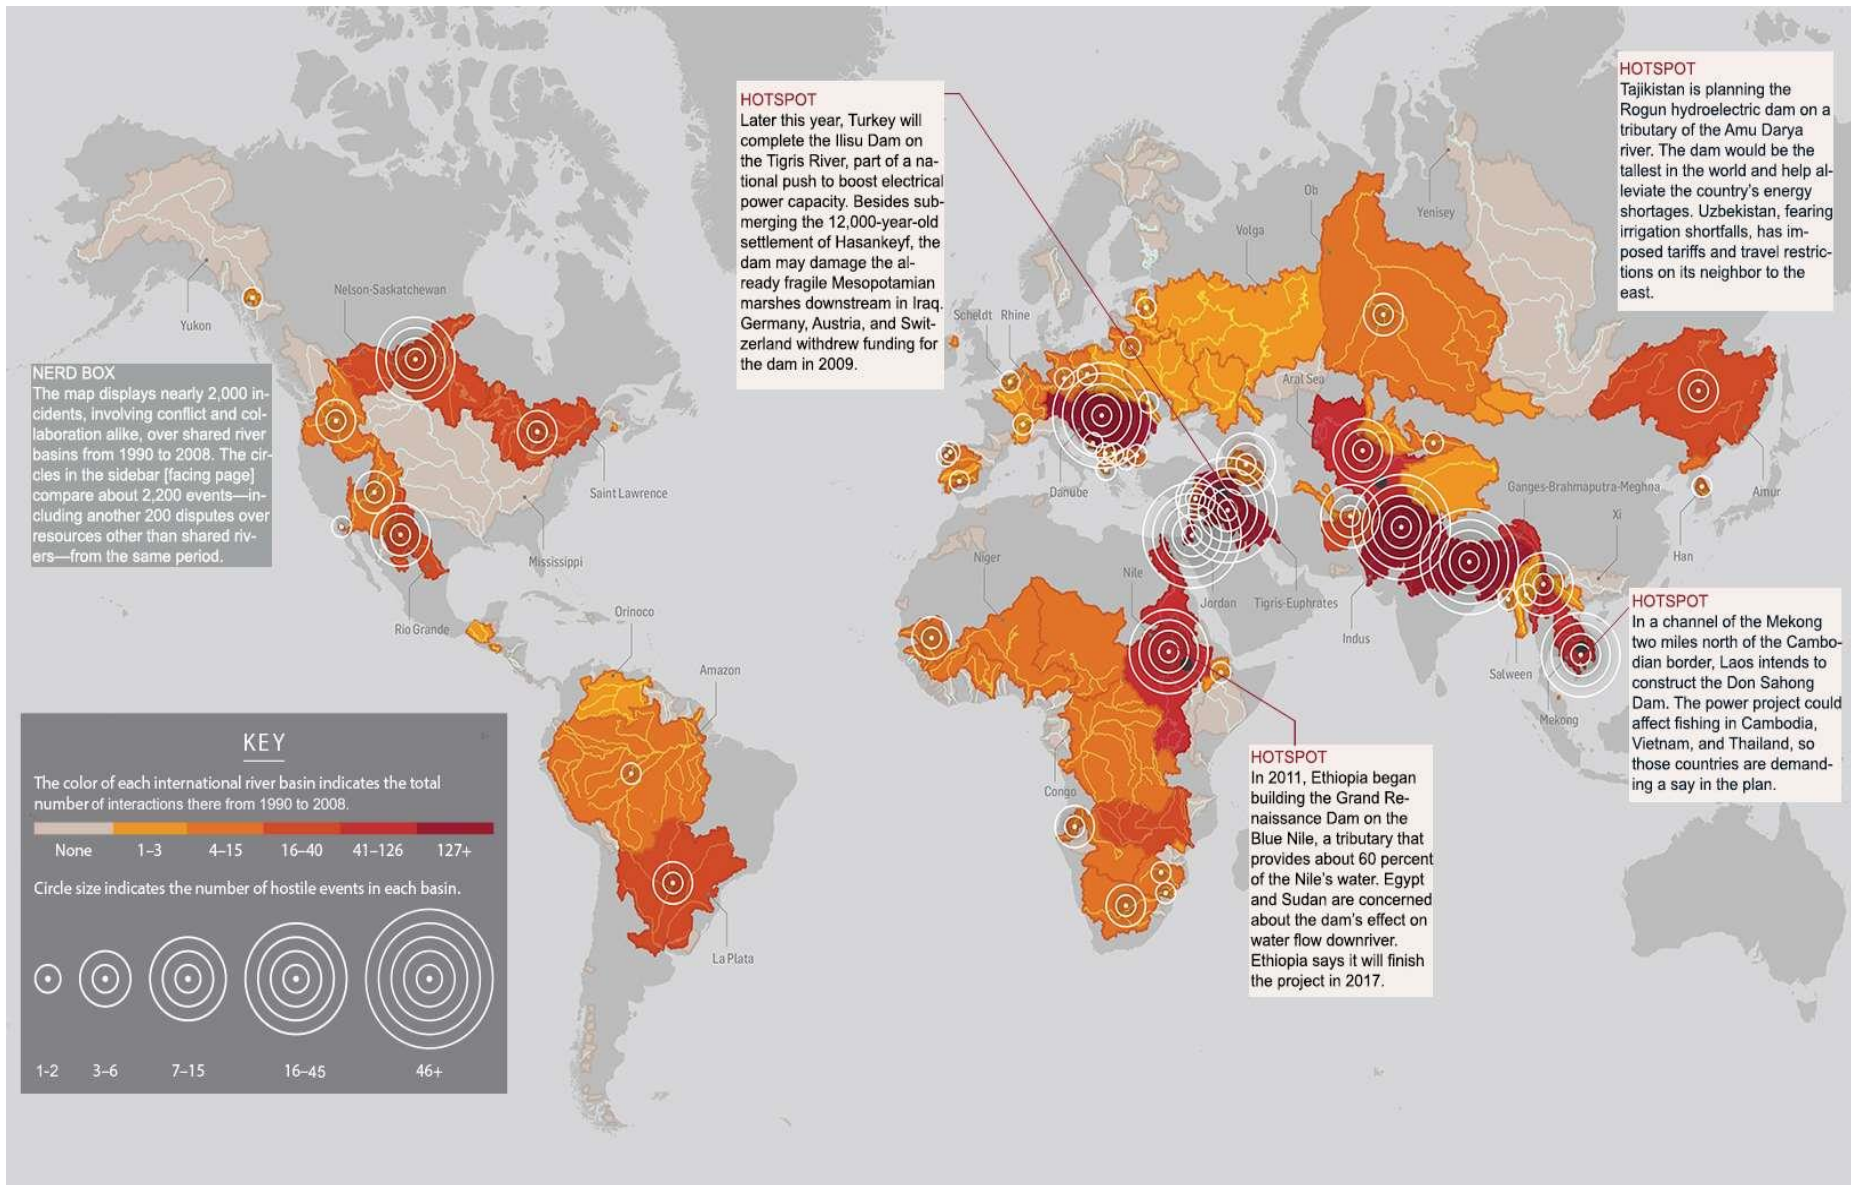 HOTSPOT
Later this year, Turkey will
complete the Ilisu Dam on
the Tigris River, part of a na-
tional push to boost electrical
power capacity. Besides sub-
merging the 12,000-year-old
settlement of Hasankeyf, the
dam may damage the al-
ready fragile Mesopotamian
marshes downstream in Iraq.
Germany, Austria, and Swit-
zerland withdrew funding for
the dam in 2009.
HOTSPOT
Tajikistan is planning the
Rogun hydroelectric dam on a
tributary of the Amu Darya
river. The dam would be the
tallest in the world and help al-
leviate the country's energy
shortages. Uzbekistan, fearing
irrigation shortfalls, has im-
posed tariffs and travel restric-
tions on its neighbor to the
east.
Ob
Yenisey
Volga
Nelson-Saskatchewan
Scheldt
Rhine
Yukon
Aral Sea
NERD BOX
The map displays nearly 2,000 in-
cidents, involving conflict and col-
laboration alike, over shared river
basins from 1990 to 2008. The cir-
cles in the sidebar [facing page]
compare about 2,200 events—in-
cluding another 200 disputes over
resources other than shared riv-
ers—from the same period.
Saint Lawrence
Danube
Ganges-Brahmaputra-Meghna
Amur
Xi
Mississippi
Han
Niger
Nile
Jordan
Tigris-Euphrates
Indus
Orinoco
Rio Grande
Amazon
Salween
Mekong
HOTSPOT
In a channel of the Mekong
two miles north of the Cambo-
dian border, Laos intends to
construct the Don Sahong
Dam. The power project could
affect fishing in Cambodia,
Vietnam, and Thailand, so
those countries are demand-
ing a say in the plan.
HOTSPOT
In 2011, Ethiopia began
building the Grand Re-
naissance Dam on the
Blue Nile, a tributary that
provides about 60 percent
of the Nile's water. Egypt
and Sudan are concerned
about the dam's effect on
water flow downriver.
Ethiopia says it will finish
the project in 2017.
Congo
La Plata
KEY
The color of each international river basin indicates the total
number of interactions there from 1990 to 2008.
None 1–3 4–15 16–40 41–126 127+
Circle size indicates the number of hostile events in each basin.
1-2 3–6 7–15 16–45 46+